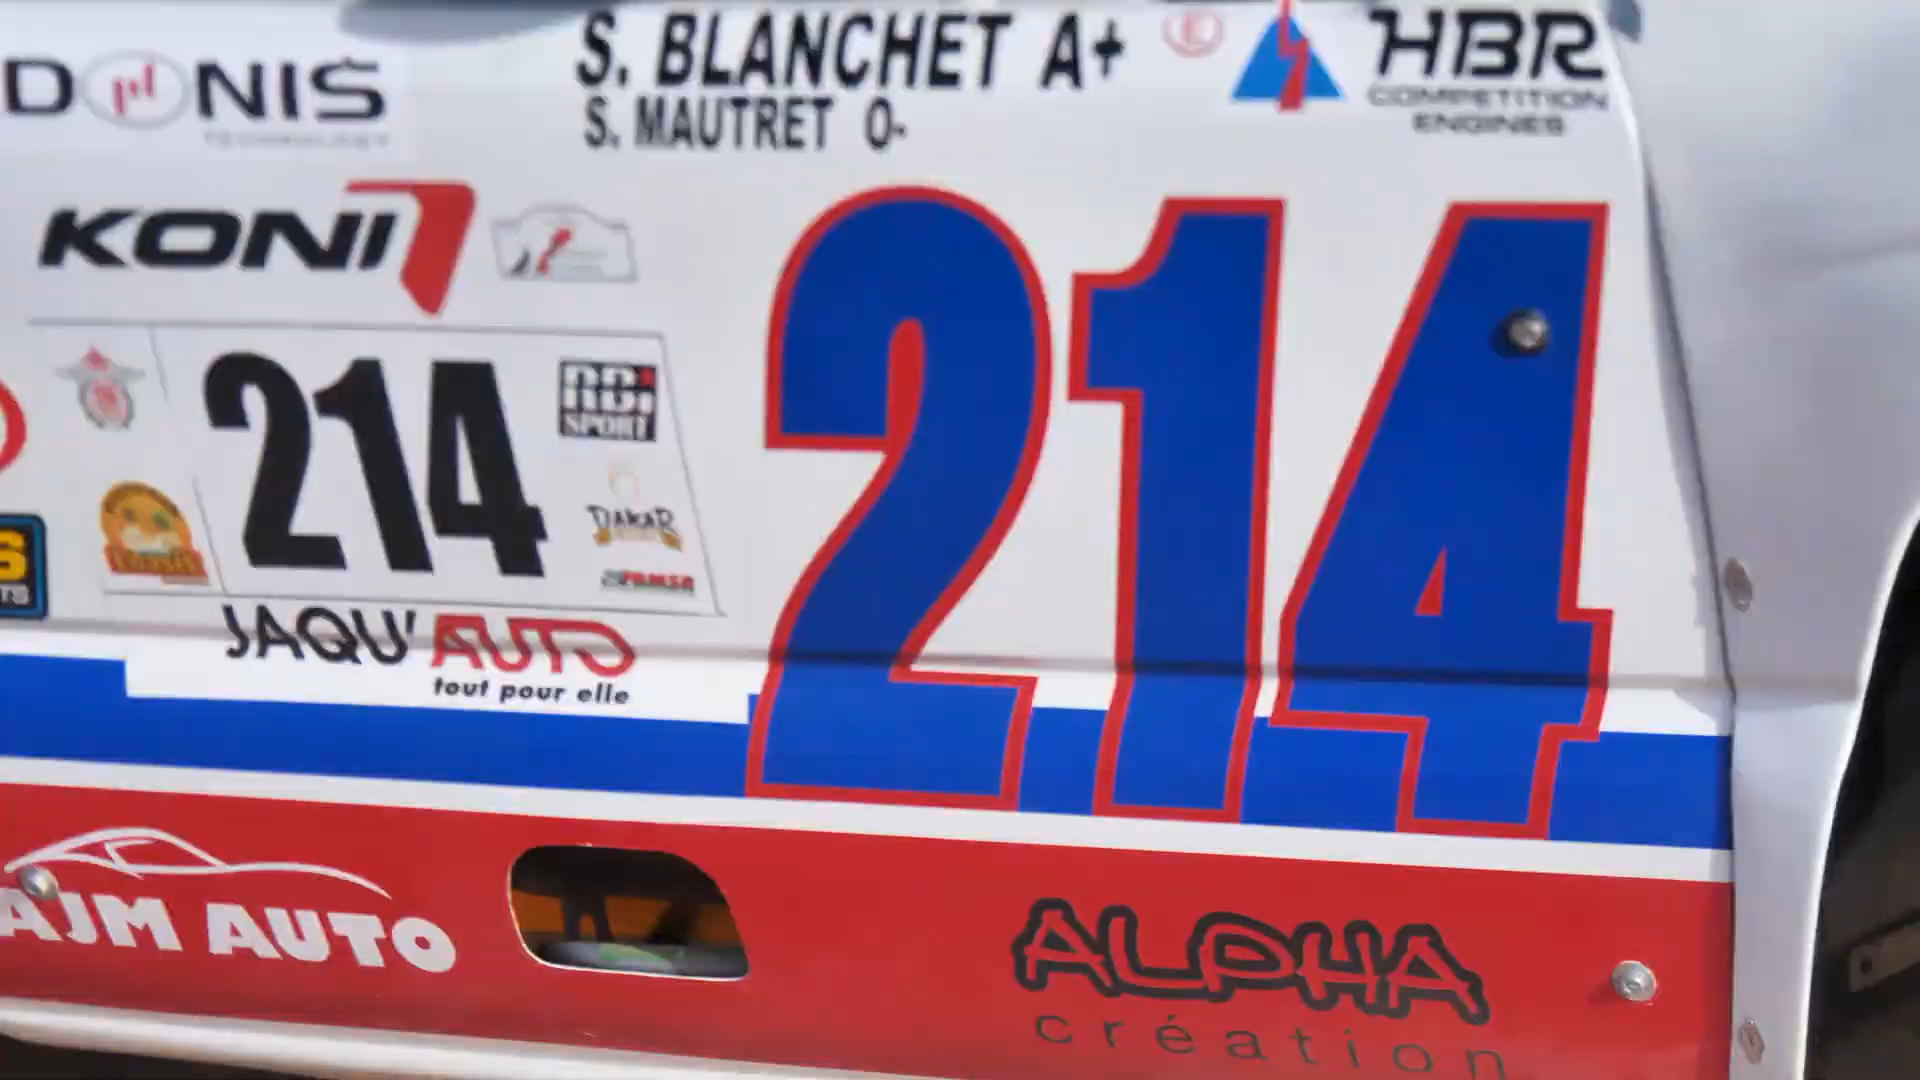 DONIS
TECHNOLOGY
S. BLANCHET A+
S. MAUTRET O-
E
HBR
COMPETITION
ENGINES
KONI
214
214
SPORT
DAKAR
JAQU'AUTO
tout pour elle
AJM AUTO
ALPHA
création